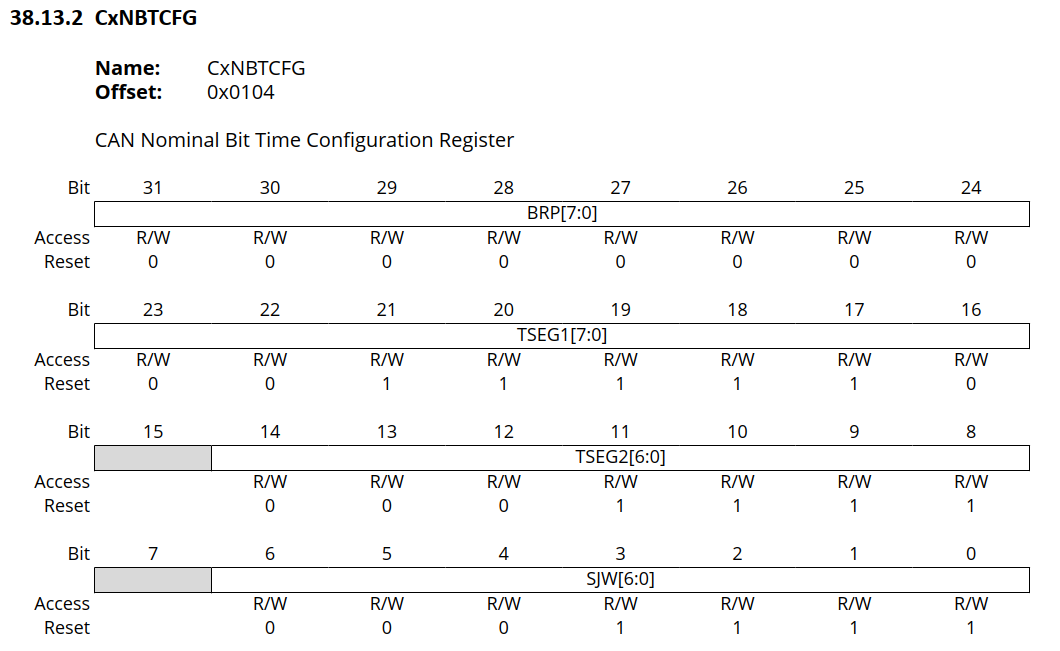 38.13.2 CxNBTCFG
Name: CxNBTCFG
Offset: 0x0104
CAN Nominal Bit Time Configuration Register
Bit 31 30 29 28 27 26 25 24
BRP[7:0]
Access R/W R/W R/W R/W R/W R/W R/W R/W
Reset 0 0 0 0 0 0 0 0
Bit 23 22 21 20 19 18 17 16
TSEG1[7:0]
Access R/W R/W R/W R/W R/W R/W R/W R/W
Reset 0 0 1 1 1 1 1 0
Bit 15 14 13 12 11 10 9 8
TSEG2[6:0]
Access R/W R/W R/W R/W R/W R/W R/W
Reset 0 0 0 1 1 1 1
Bit 7 6 5 4 3 2 1 0
SJW[6:0]
Access R/W R/W R/W R/W R/W R/W R/W
Reset 0 0 0 1 1 1 1